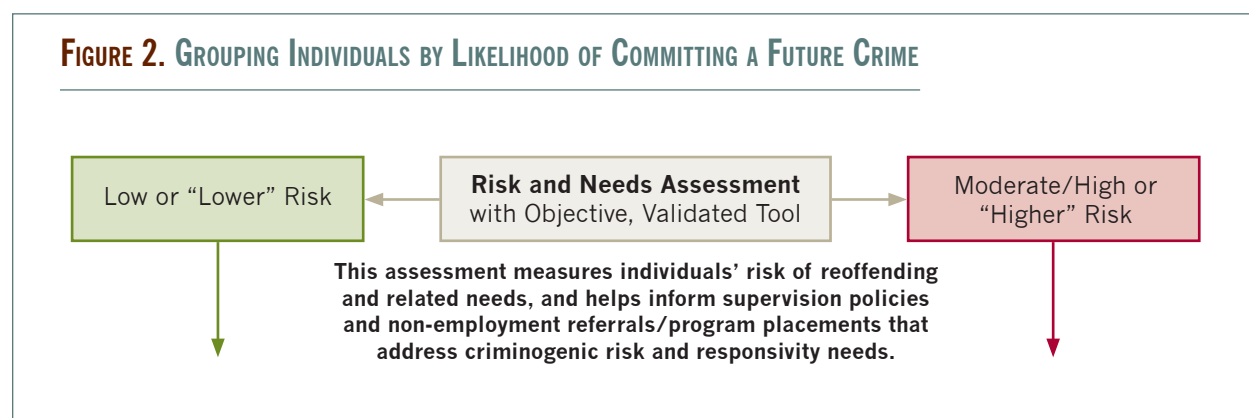 FIGURE 2. GROUPING INDIVIDUALS BY LIKELIHOOD OF COMMITTING A FUTURE CRIME
Low or “Lower” Risk
Risk and Needs Assessment
with Objective, Validated Tool
Moderate/High or
“Higher” Risk
This assessment measures individuals’ risk of reoffending
and related needs, and helps inform supervision policies
and non-employment referrals/program placements that
address criminogenic risk and responsivity needs.